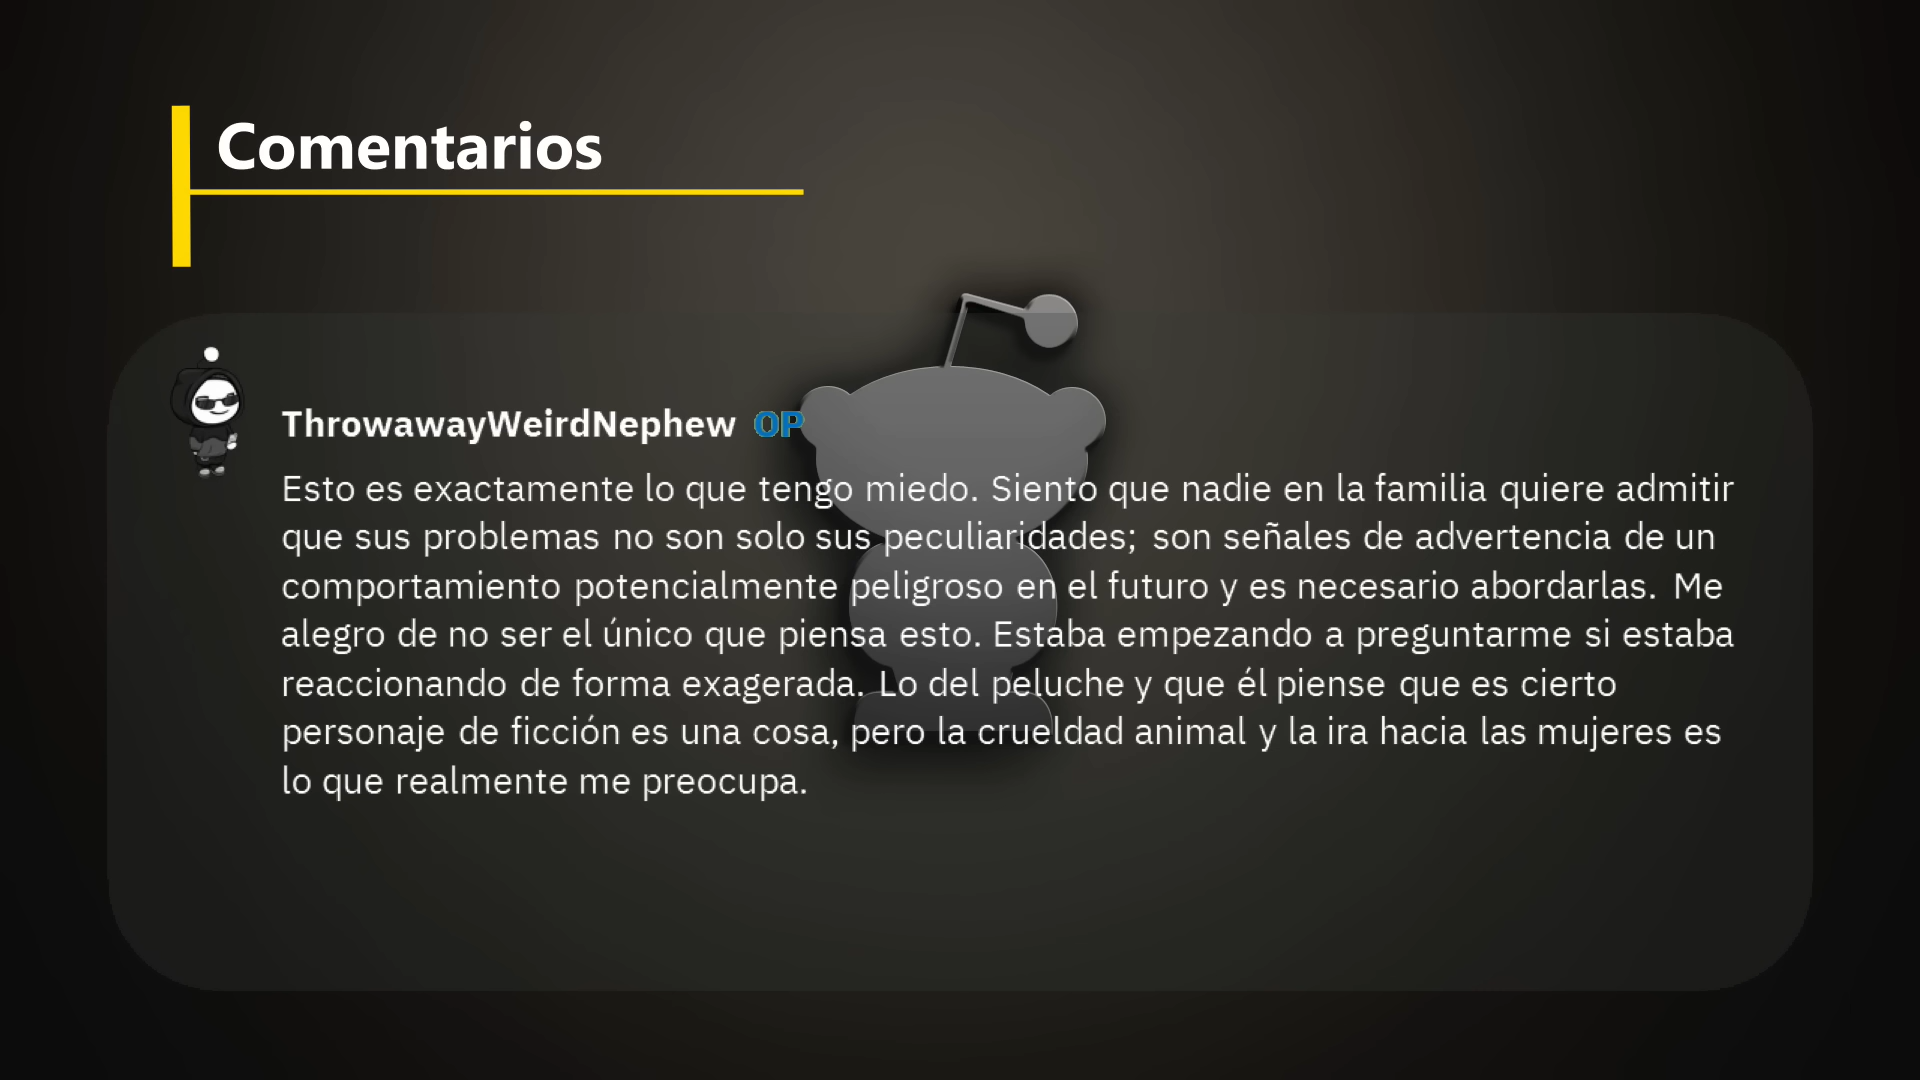 Comentarios
ThrowawayWeirdNephew OP
Esto es exactamente lo que tengo miedo. Siento que nadie en la familia quiere admitir
que sus problemas no son solo sus peculiaridades; son señales de advertencia de un
comportamiento potencialmente peligroso en el futuro y es necesario abordarlas. Me
alegro de no ser el único que piensa esto. Estaba empezando a preguntarme si estaba
reaccionando de forma exagerada. Lo del peluche y que él piense que es cierto
personaje de ficción es una cosa, pero la crueldad animal y la ira hacia las mujeres es
lo que realmente me preocupa.